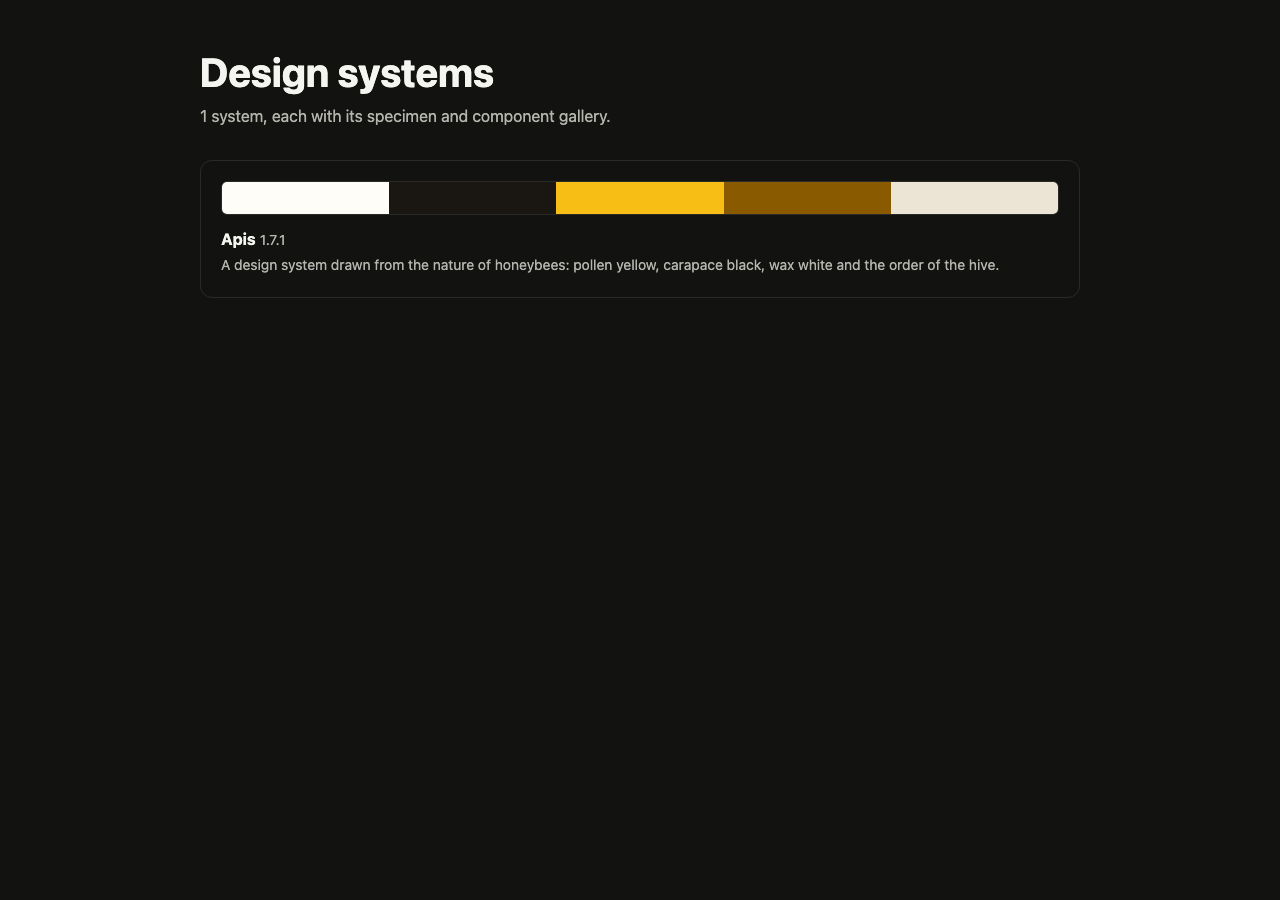 Design systems
1 system, each with its specimen and component gallery.
Apis 1.7.1
A design system drawn from the nature of honeybees: pollen yellow, carapace black, wax white and the order of the hive.